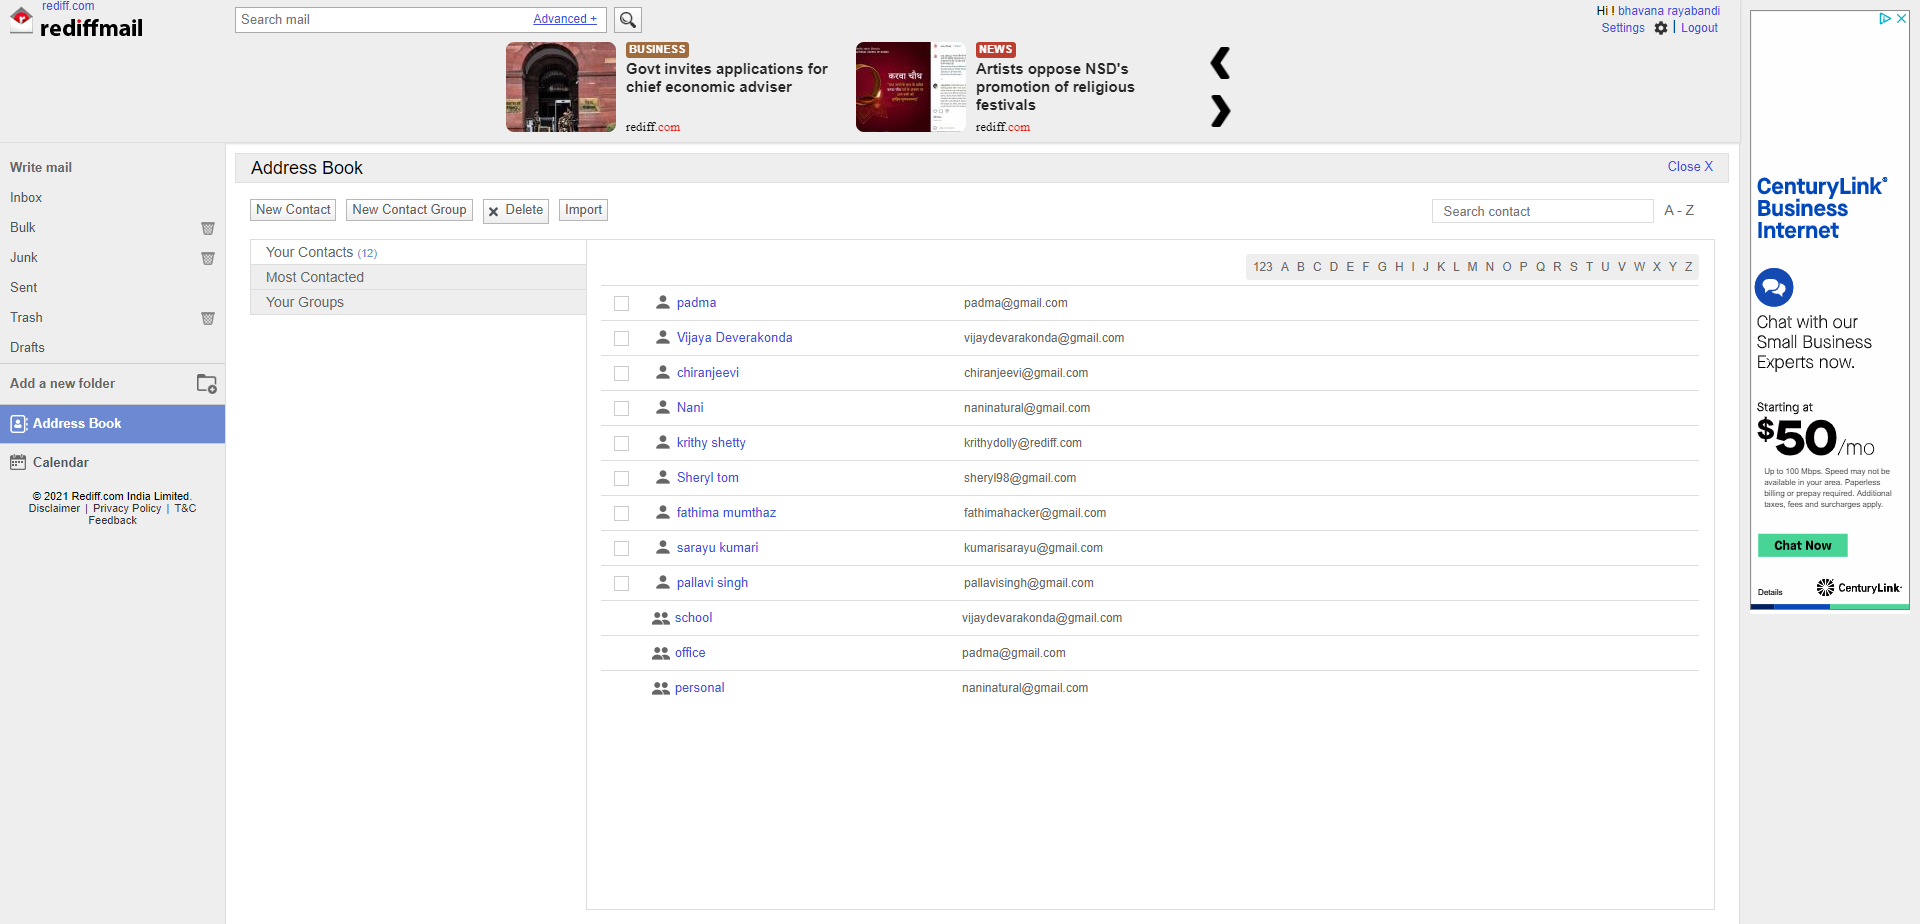 rediff.com
rediffmail
Search mail
Advanced +
Hi ! bhavana rayabandi
Settings | Logout
BUSINESS
Govt invites applications for
chief economic adviser
rediff.com
करवा चौथ
NEWS
Artists oppose NSD's
promotion of religious
festivals
rediff.com
Write mail
Inbox
Bulk
Junk
Sent
Trash
Drafts
Add a new folder
Address Book
Calendar
© 2021 Rediff.com India Limited.
Disclaimer | Privacy Policy | T&C
Feedback
Address Book
Close X
New Contact
New Contact Group
Delete
Import
Search contact
A - Z
Your Contacts (12)
Most Contacted
Your Groups
123 A B C D E F G H I J K L M N O P Q R S T U V W X Y Z
padma padma@gmail.com
Vijaya Deverakonda vijaydevarakonda@gmail.com
chiranjeevi chiranjeevi@gmail.com
Nani naninatural@gmail.com
krithy shetty krithydolly@rediff.com
Sheryl tom sheryl98@gmail.com
fathima mumthaz fathimahacker@gmail.com
sarayu kumari kumarisarayu@gmail.com
pallavi singh pallavisingh@gmail.com
school vijaydevarakonda@gmail.com
office padma@gmail.com
personal naninatural@gmail.com
CenturyLink®
Business
Internet
Chat with our
Small Business
Experts now.
Starting at
$50/mo
Up to 100 Mbps. Speed may not be
available in your area. Paperless
billing or prepay required. Additional
taxes, fees and surcharges apply.
Chat Now
Details
CenturyLink